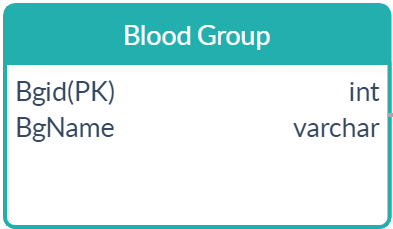 Blood Group
Bgid(PK) int
BgName varchar